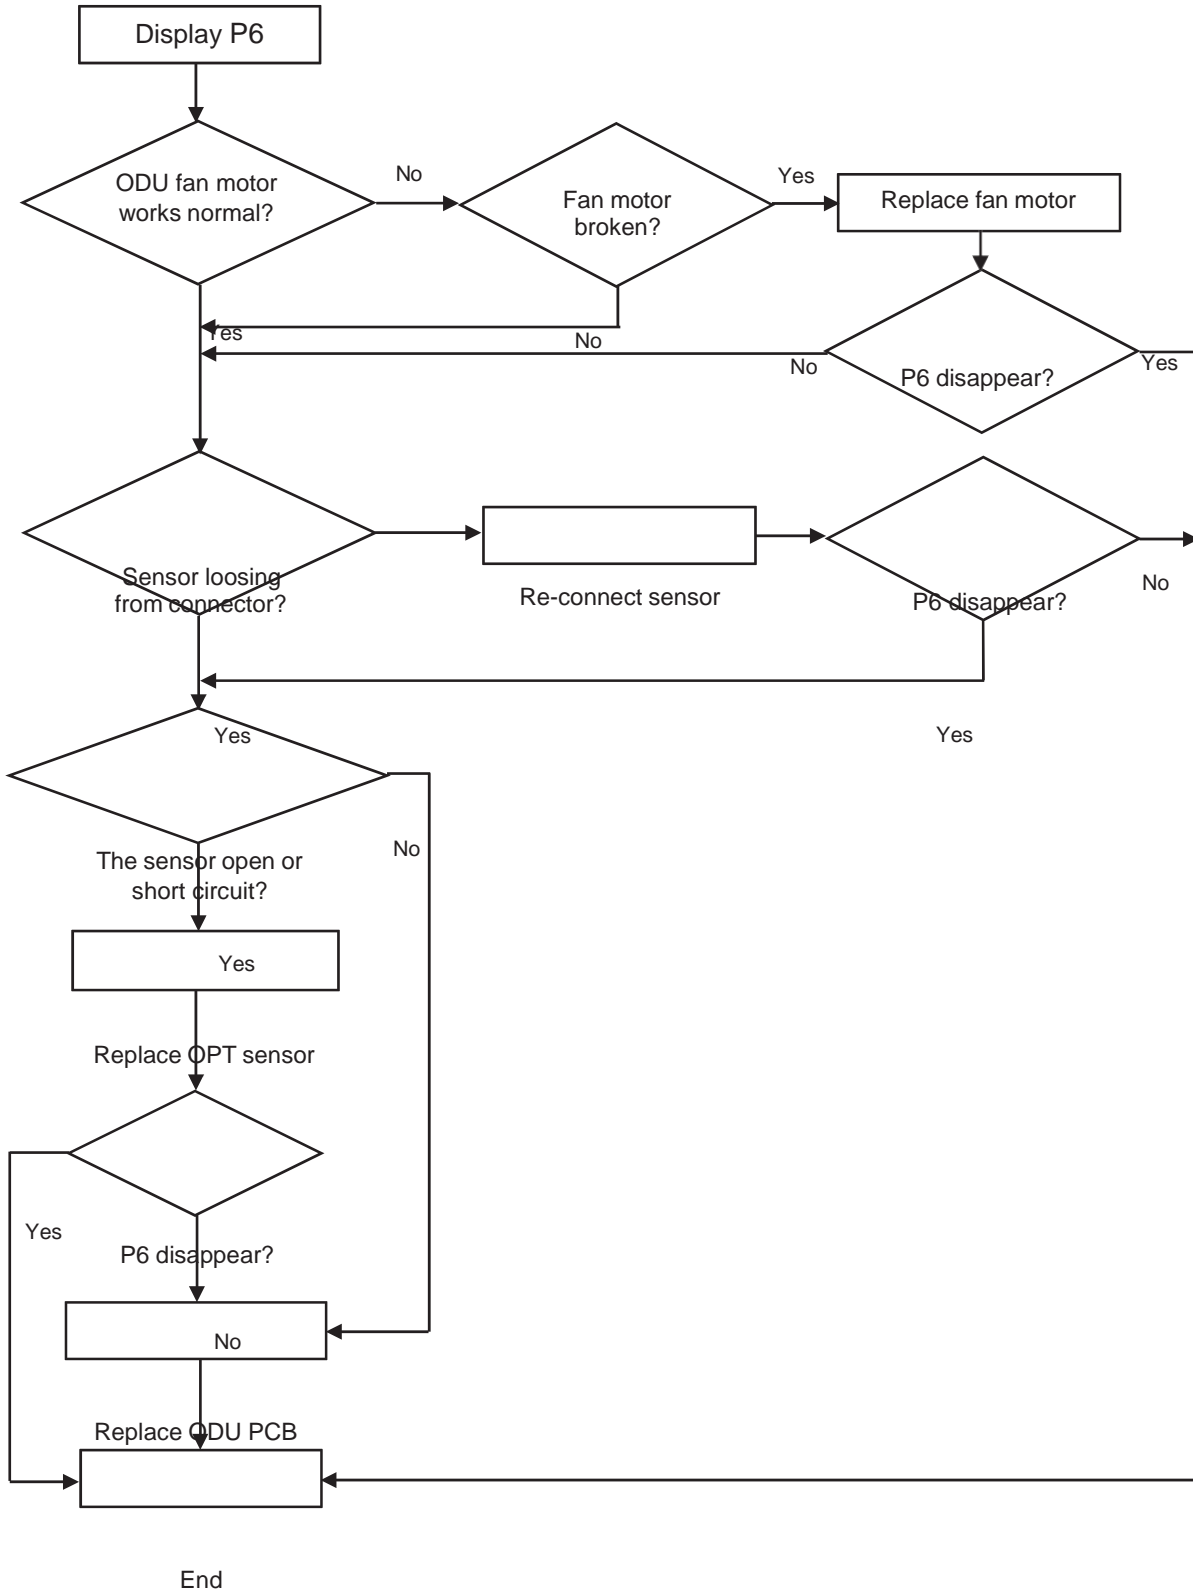 Display P6
ODU fan motor
works normal?
No
Fan motor
broken?
Yes
Replace fan motor
Yes
No
No
P6 disappear?
Yes
Sensor loosing
from connector?
Re-connect sensor
P6 disappear?
No
Yes
Yes
The sensor open or
short circuit?
No
Yes
Replace OPT sensor
Yes
P6 disappear?
No
Replace ODU PCB
End